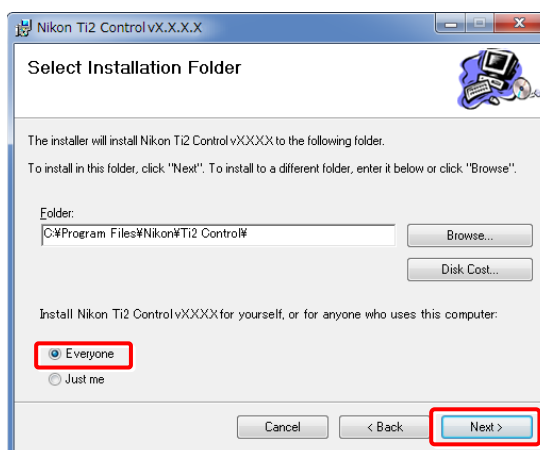 Nikon Ti2 Control vX.X.X.X
Select Installation Folder
The installer will install Nikon Ti2 Control vXXXX to the following folder.
To install in this folder, click "Next". To install to a different folder, enter it below or click "Browse".
Folder:
C:¥Program Files¥Nikon¥Ti2 Control¥
Browse...
Disk Cost...
Install Nikon Ti2 Control vXXXX for yourself, or for anyone who uses this computer:
Everyone
Just me
Cancel
< Back
Next >